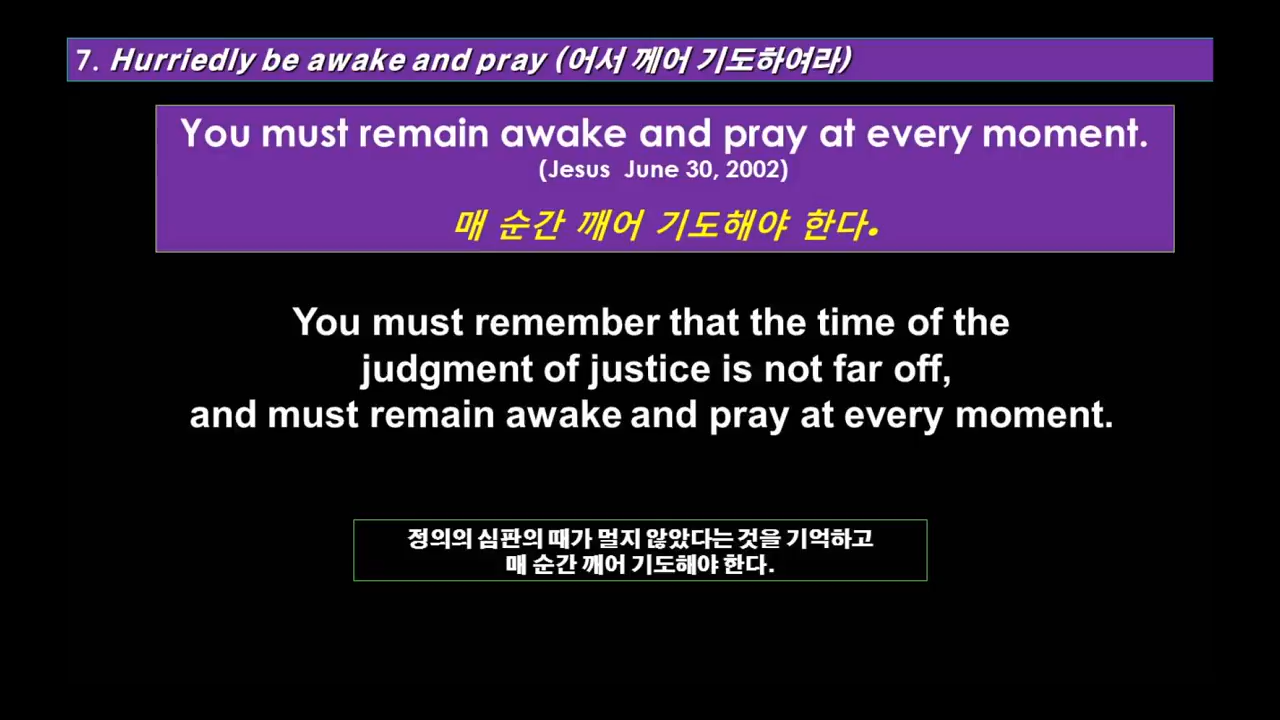 7. Hurriedly be awake and pray (어서 께어 기도하여라)
You must remain awake and pray at every moment.
(Jesus June 30, 2002)
매 순간 깨어 기도해야 한다.
You must remember that the time of the
judgment of justice is not far off,
and must remain awake and pray at every moment.
정의의 심판의 때가 멀지 않았다는 것을 기억하고
매 순간 깨어 기도해야 한다.